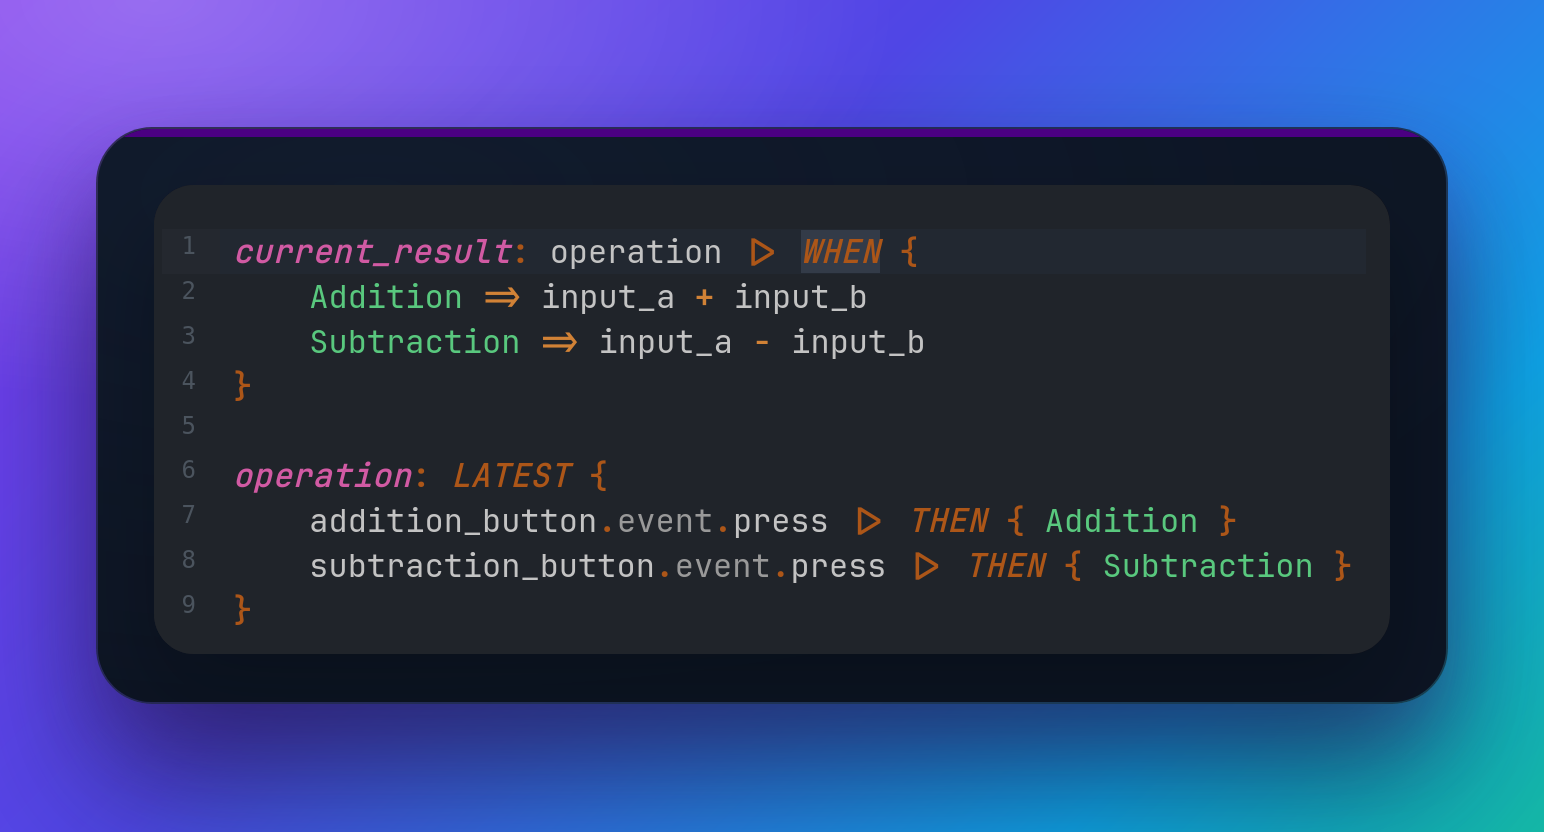 1 current_result: operation ▷ WHEN {
2     Addition => input_a + input_b
3     Subtraction => input_a - input_b
4 }
5
6 operation: LATEST {
7     addition_button.event.press ▷ THEN { Addition }
8     subtraction_button.event.press ▷ THEN { Subtraction }
9 }